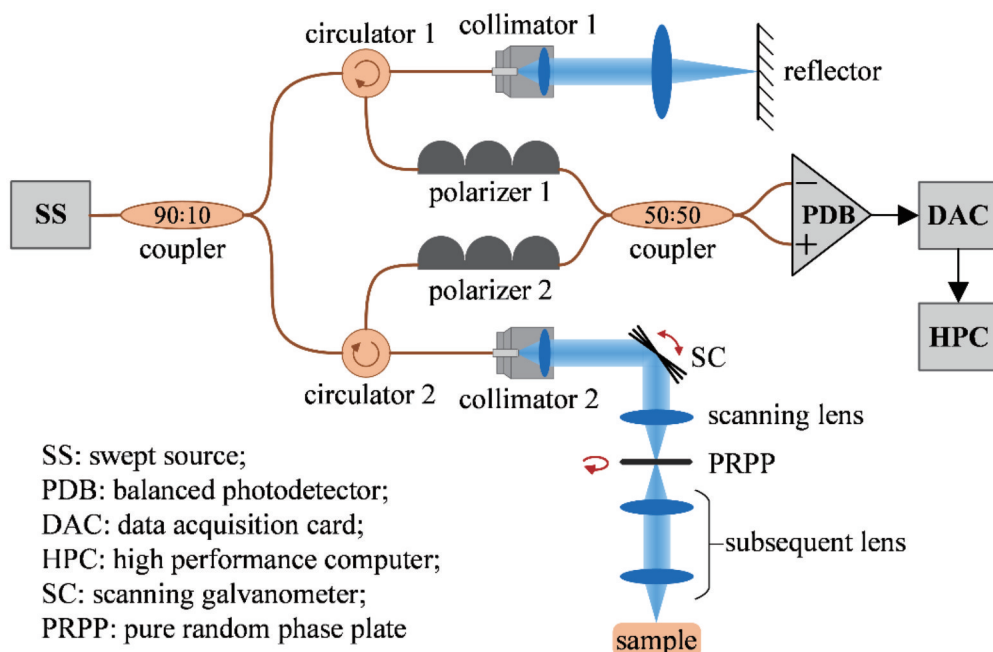 circulator 1
collimator 1
reflector
polarizer 1
SS
90:10
coupler
50:50
coupler
−
PDB
+
DAC
polarizer 2
HPC
circulator 2
collimator 2
SC
scanning lens
PRPP
subsequent lens
sample
SS: swept source;
PDB: balanced photodetector;
DAC: data acquisition card;
HPC: high performance computer;
SC: scanning galvanometer;
PRPP: pure random phase plate